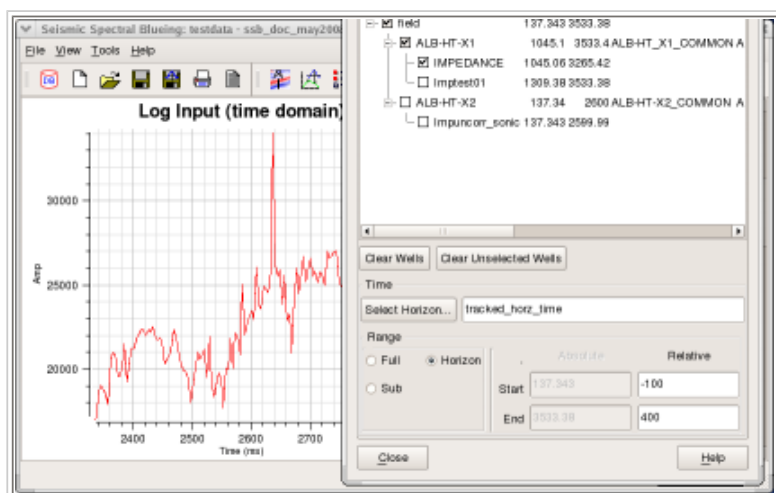 Seismic Spectral Blueing: testdata - ssb_doc_may200
File View Tools Help
Log Input (time domain)
30000
25000
20000
Amp
2400 2500 2600 2700
Time (ms)
field 137.343 3533.38
ALB-HT-X1 1045.1 3533.4 ALB-HT_X1_COMMON A
IMPEDANCE 1045.06 3265.42
Imptest01 1309.38 3533.38
ALB-HT-X2 137.34 2600 ALB-HT-X2_COMMON A
Impuncorr_sonic 137.343 2599.99
Clear Wells Clear Unselected Wells
Time
Select Horizon... tracked_horz_time
Range
Full Horizon Absolute Relative
Sub Start 137.343 -100
End 3533.38 400
Close Help